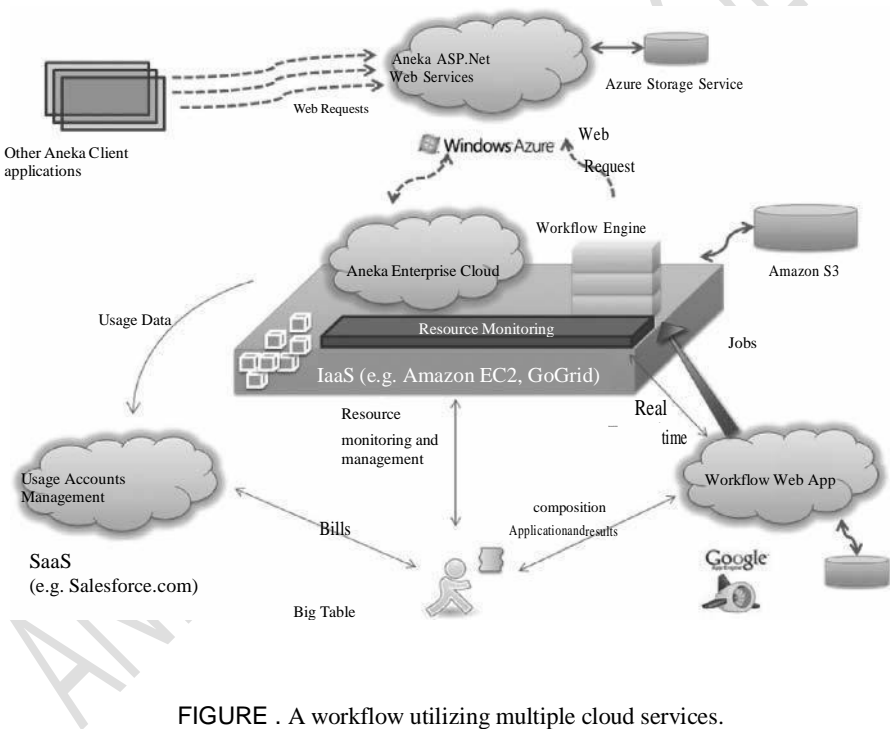 Aneka ASP.Net
Web Services
Azure Storage Service
Web Requests
Other Aneka Client
applications
Windows Azure
Web
Request
Workflow Engine
Aneka Enterprise Cloud
Amazon S3
Usage Data
Resource Monitoring
Jobs
IaaS (e.g. Amazon EC2, GoGrid)
Resource
monitoring and
management
Real
time
Usage Accounts
Management
Workflow Web App
composition
Applicationandresults
Bills
SaaS
(e.g. Salesforce.com)
Google
App Engine
Big Table
FIGURE . A workflow utilizing multiple cloud services.